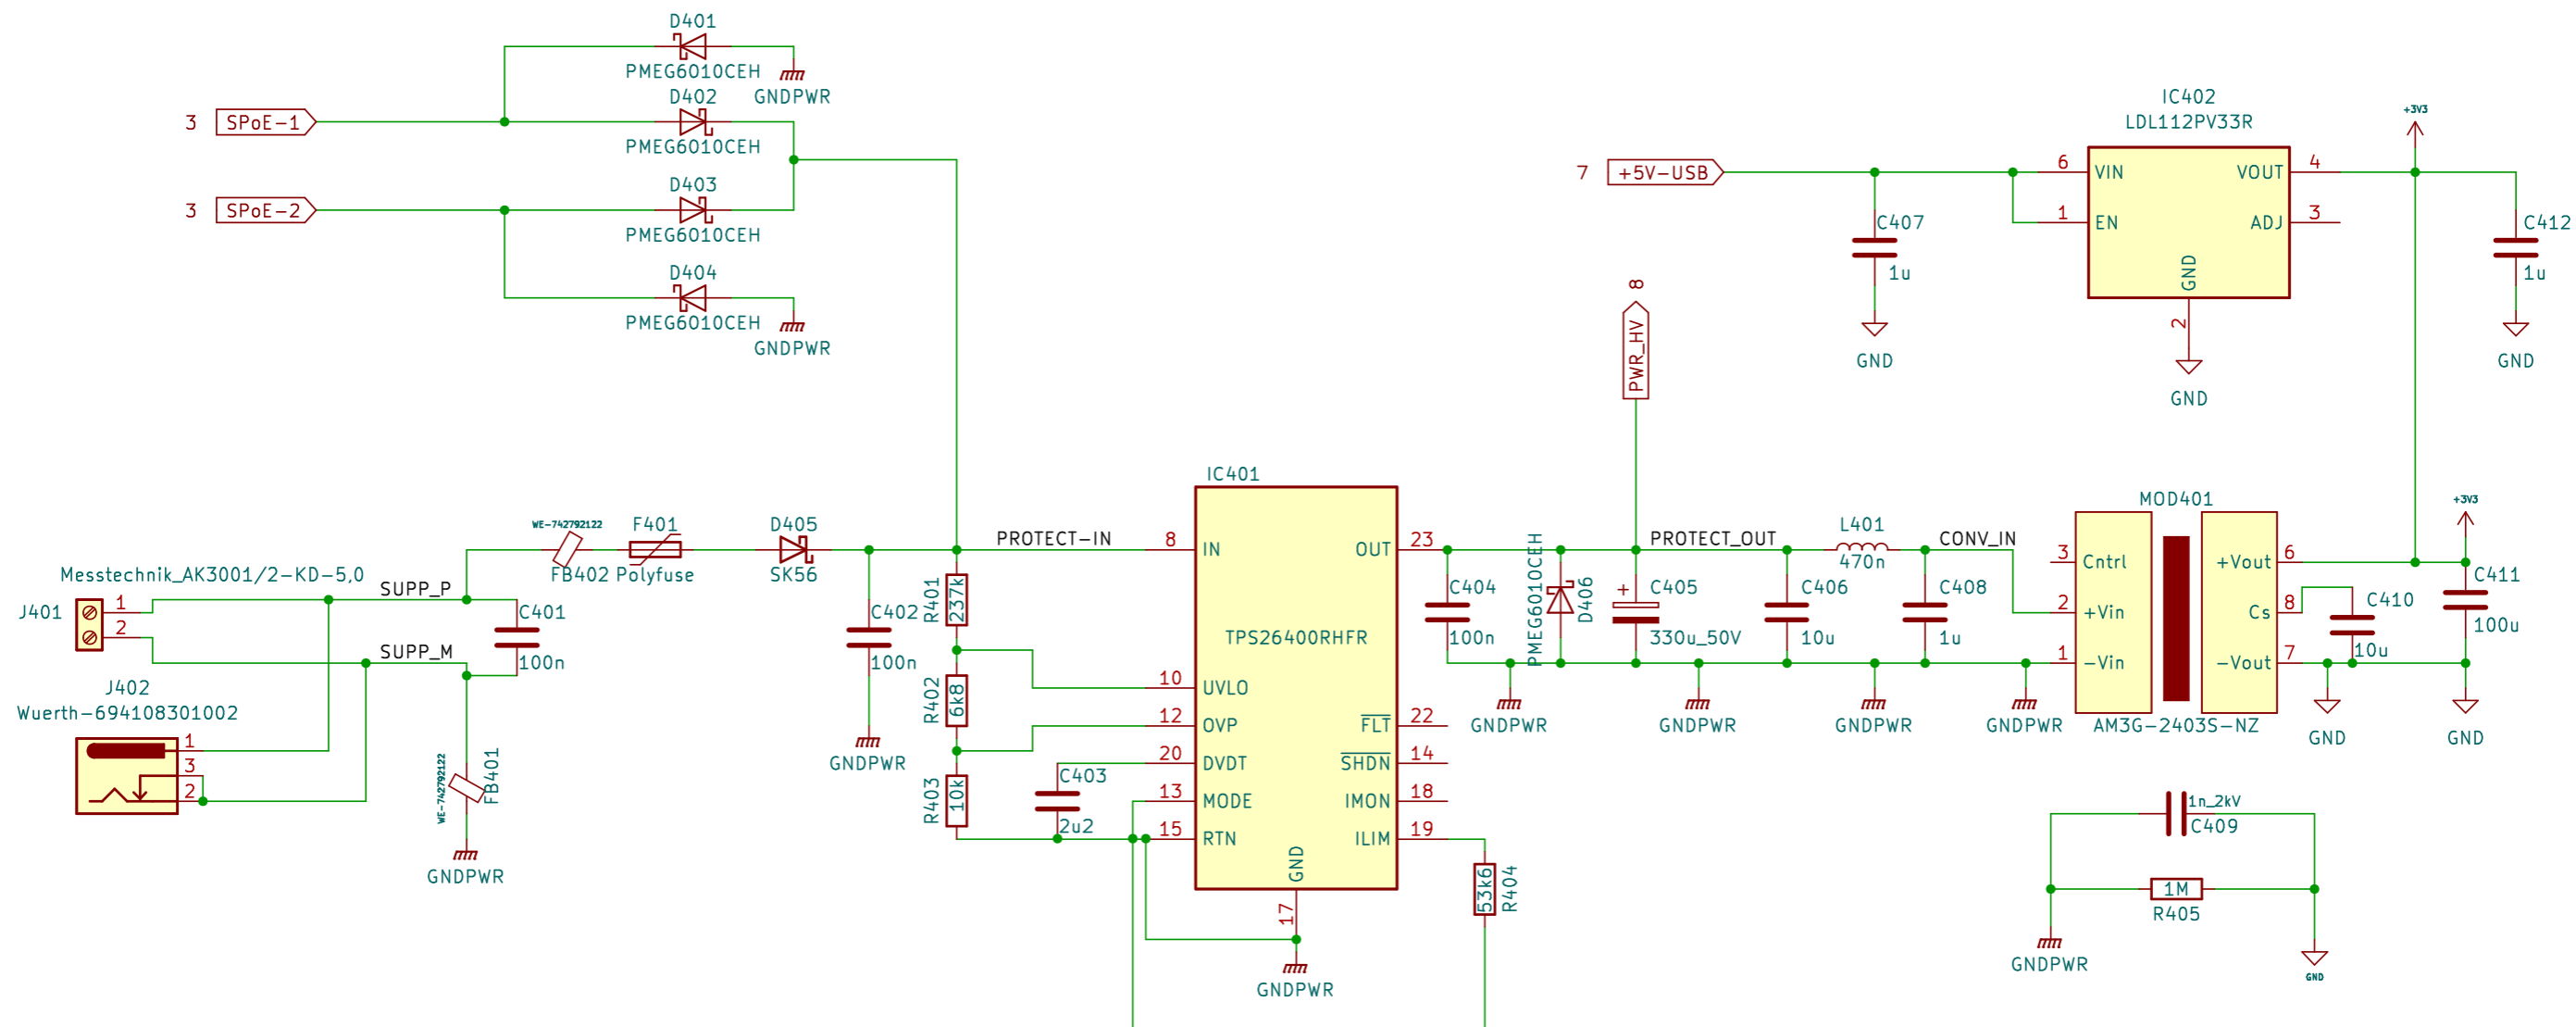 D401
PMEG6010CEH
GNDPWR
D402
PMEG6010CEH
3 SPoE-1
D403
PMEG6010CEH
3 SPoE-2
D404
PMEG6010CEH
GNDPWR
IC402
LDL112PV33R
+3V3
7 +5V-USB
6 VIN VOUT 4
1 EN ADJ 3
GND
2
GND
C407
1u
GND
C412
1u
GND
8
PWR_HV
Messtechnik_AK3001/2-KD-5,0
J401
1
2
SUPP_P
SUPP_M
J402
Wuerth-694108301002
1
3
2
WE-742792122
FB402
F401
Polyfuse
D405
SK56
C401
100n
WE-742792122
FB401
GNDPWR
C402
100n
GNDPWR
R401
237k
R402
6k8
R403
10k
C403
2u2
PROTECT-IN
IC401
TPS26400RHFR
8 IN OUT 23
10 UVLO
12 OVP FLT 22
20 DVDT SHDN 14
13 MODE IMON 18
15 RTN ILIM 19
GND
17
GNDPWR
53k6
R404
C404
100n
PMEG6010CEH
D406
PROTECT_OUT
+ C405
330u_50V
C406
10u
L401
470n
C408
1u
CONV_IN
GNDPWR
GNDPWR
GNDPWR
GNDPWR
MOD401
3 Cntrl +Vout 6
2 +Vin Cs 8
1 -Vin -Vout 7
AM3G-2403S-NZ
+3V3
C411
100u
C410
10u
GND
GND
1n_2kV
C409
1M
R405
GNDPWR
GND